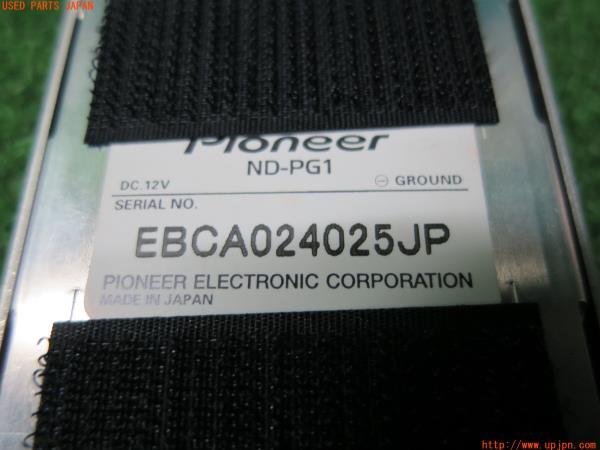 USED PARTS JAPAN
Pioneer
ND-PG1
DC.12V ⊖ GROUND
SERIAL NO.
EBCA024025JP
PIONEER ELECTRONIC CORPORATION
MADE IN JAPAN
http://www.upjpn.com/